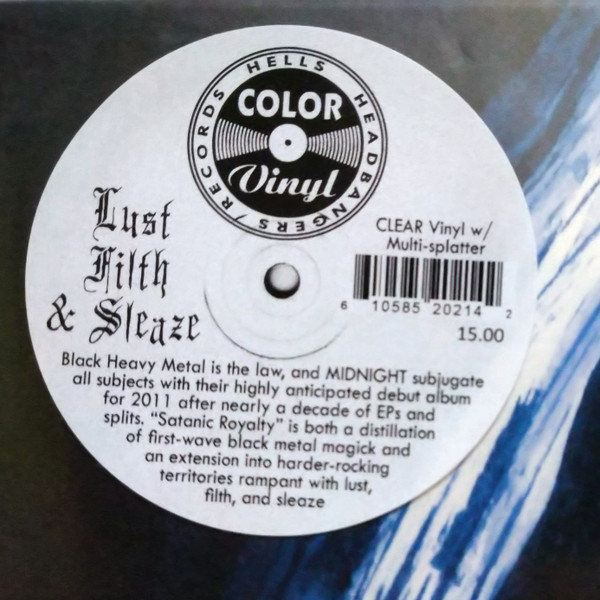 HELLS HEADBANGERS / RECORDS
COLOR
Vinyl
Lust
Filth
& Sleaze
CLEAR Vinyl w/
Multi-splatter
6 10585 20214 2
15.00
Black Heavy Metal is the law, and MIDNIGHT subjugate
all subjects with their highly anticipated debut album
for 2011 after nearly a decade of EPs and
splits. “Satanic Royalty” is both a distillation
of first-wave black metal magick and
an extension into harder-rocking
territories rampant with lust,
filth, and sleaze